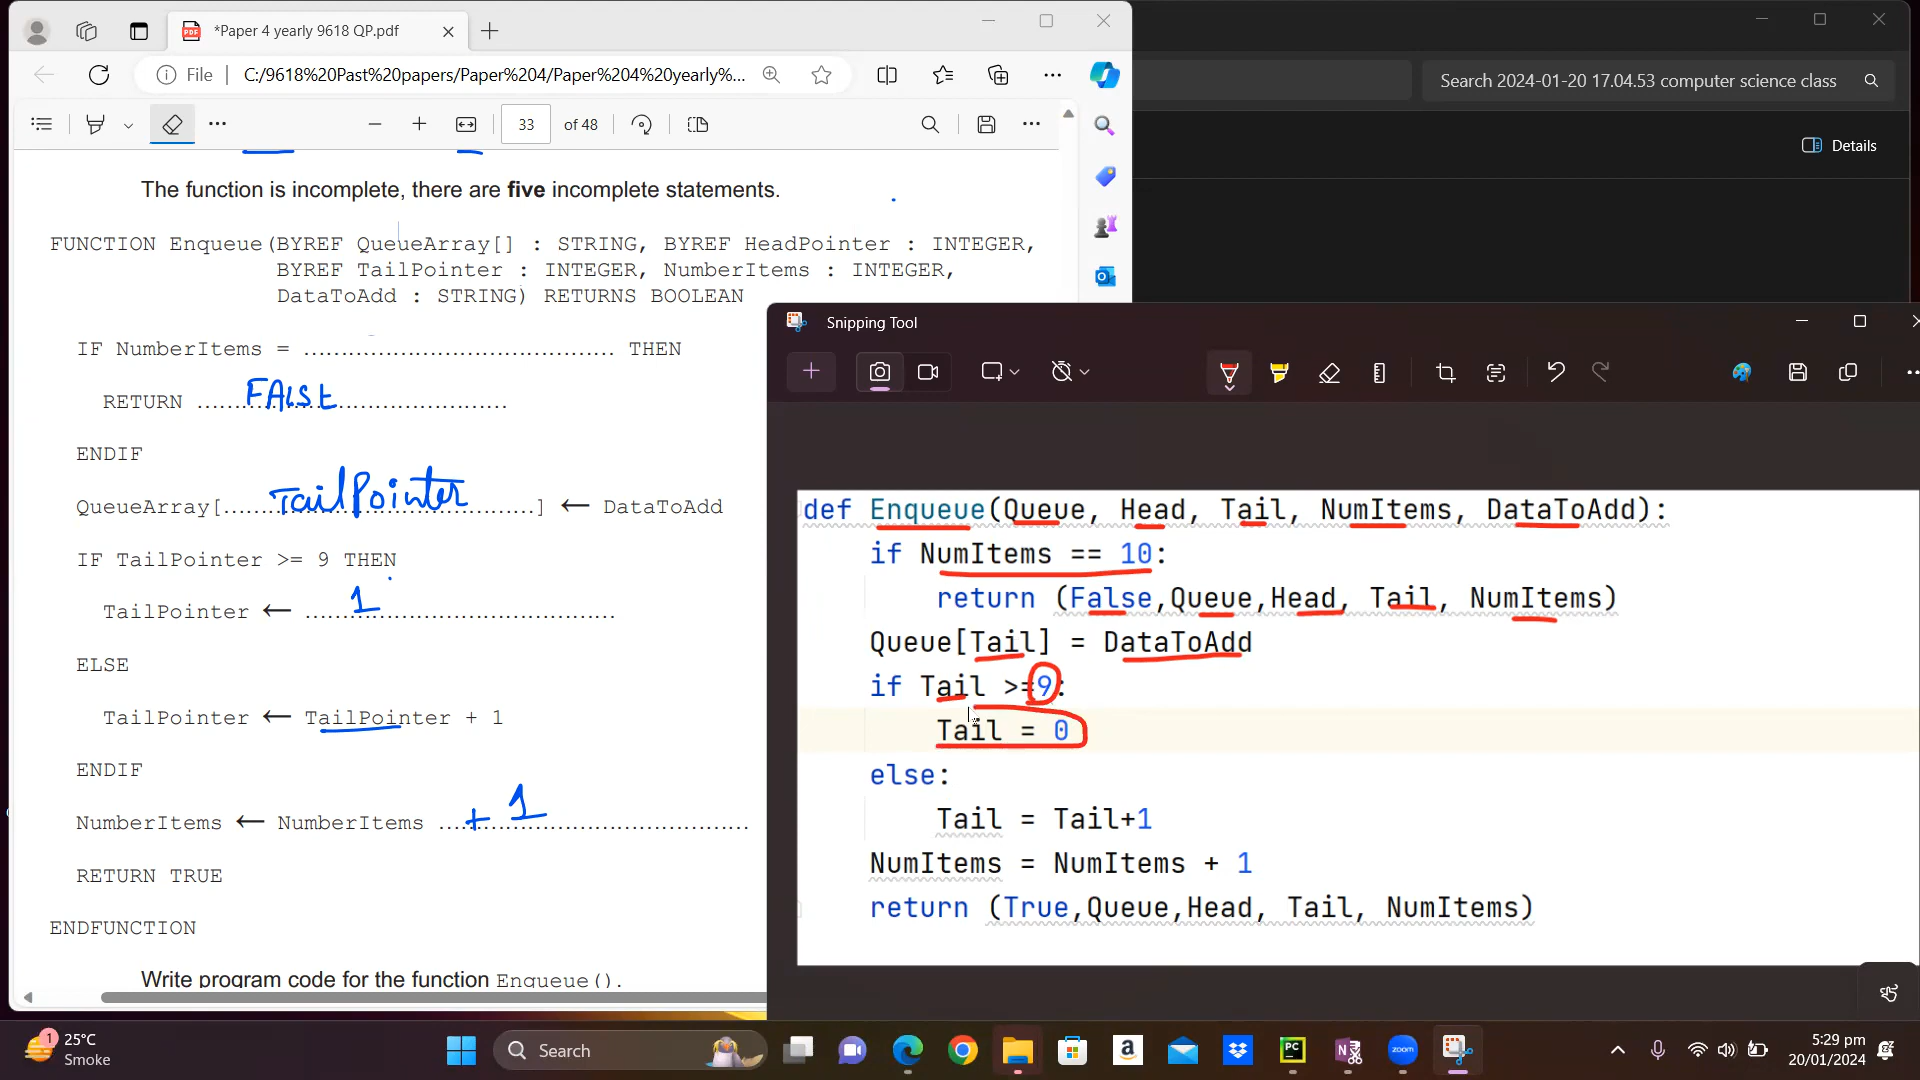 *Paper 4 yearly 9618 QP.pdf
File
C:/9618%20Past%20papers/Paper%204/Paper%204%20yearly%...
Search 2024-01-20 17.04.53 computer science class
33 of 48
Details
The function is incomplete, there are five incomplete statements.
FUNCTION Enqueue(BYREF QueueArray[] : STRING, BYREF HeadPointer : INTEGER,
BYREF TailPointer : INTEGER, NumberItems : INTEGER,
DataToAdd : STRING) RETURNS BOOLEAN
IF NumberItems = ........................................ THEN
RETURN FALSE
ENDIF
QueueArray[TailPointer] ← DataToAdd
IF TailPointer >= 9 THEN
TailPointer ← 1
ELSE
TailPointer ← TailPointer + 1
ENDIF
NumberItems ← NumberItems + 1
RETURN TRUE
ENDFUNCTION
Write program code for the function Enqueue().
Snipping Tool
def Enqueue(Queue, Head, Tail, NumItems, DataToAdd):
if NumItems == 10:
return (False,Queue,Head, Tail, NumItems)
Queue[Tail] = DataToAdd
if Tail >=9:
Tail = 0
else:
Tail = Tail+1
NumItems = NumItems + 1
return (True,Queue,Head, Tail, NumItems)
1
25°C
Smoke
Search
a
PC
N
zoom
5:29 pm
20/01/2024